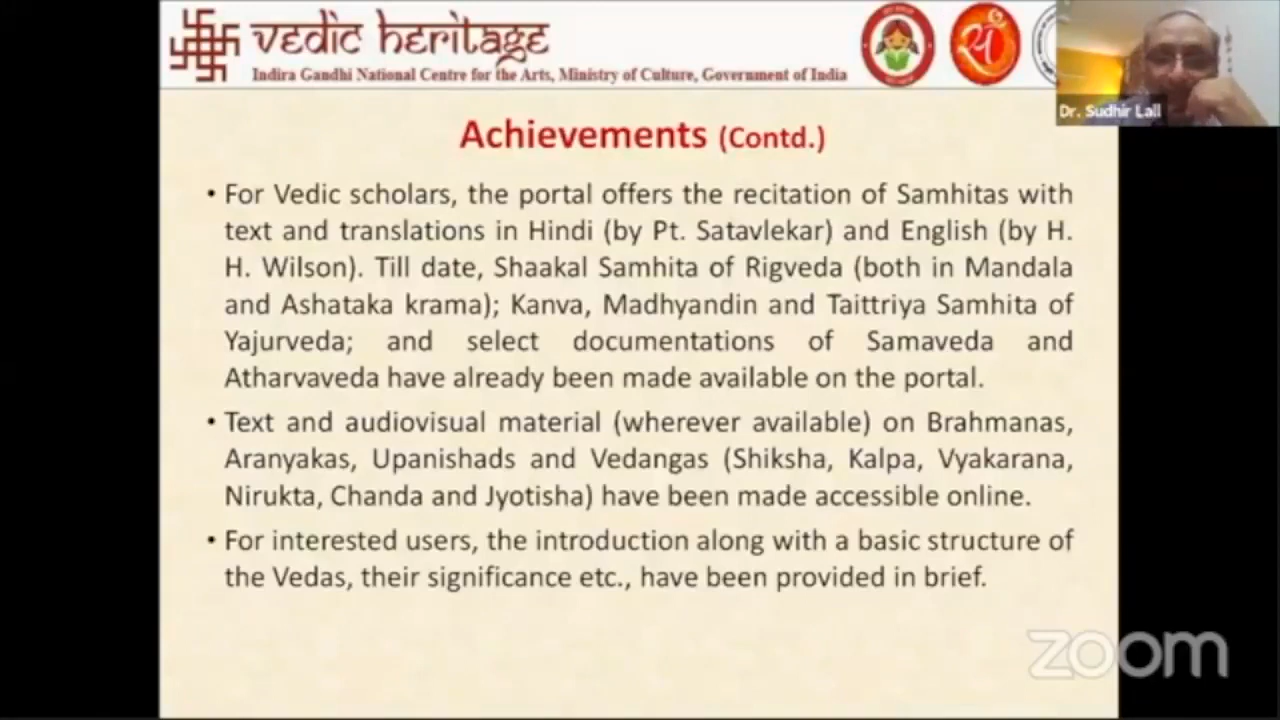 vedic heritage
Indira Gandhi National Centre for the Arts, Ministry of Culture, Government of India
Dr. Sudhir Lall
Achievements (Contd.)
• For Vedic scholars, the portal offers the recitation of Samhitas with
text and translations in Hindi (by Pt. Satavlekar) and English (by H.
H. Wilson). Till date, Shaakal Samhita of Rigveda (both in Mandala
and Ashataka krama); Kanva, Madhyandin and Taittriya Samhita of
Yajurveda; and select documentations of Samaveda and
Atharvaveda have already been made available on the portal.
• Text and audiovisual material (wherever available) on Brahmanas,
Aranyakas, Upanishads and Vedangas (Shiksha, Kalpa, Vyakarana,
Nirukta, Chanda and Jyotisha) have been made accessible online.
• For interested users, the introduction along with a basic structure of
the Vedas, their significance etc., have been provided in brief.
zoom